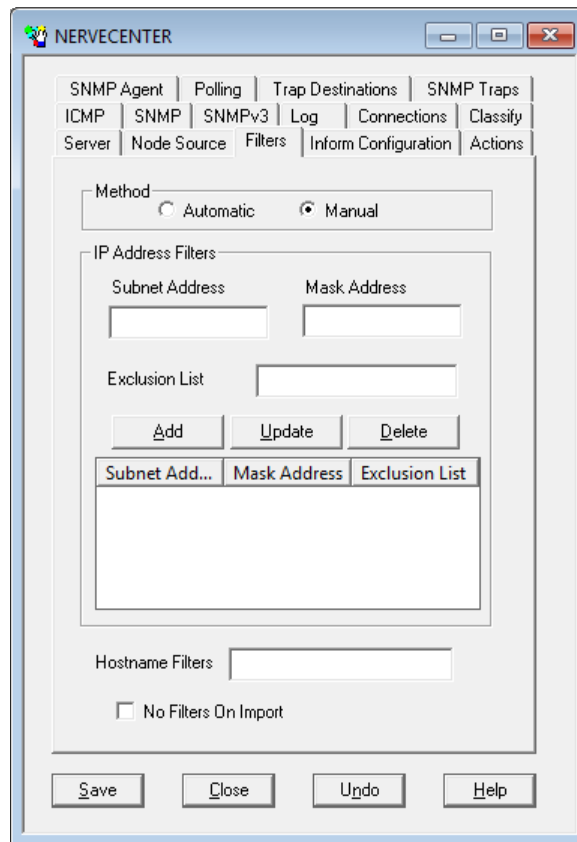 NERVECENTER
SNMP Agent Polling Trap Destinations SNMP Traps
ICMP SNMP SNMPv3 Log Connections Classify
Server Node Source Filters Inform Configuration Actions
Method
Automatic Manual
IP Address Filters
Subnet Address Mask Address
Exclusion List
Add Update Delete
Subnet Add... Mask Address Exclusion List
Hostname Filters
No Filters On Import
Save Close Undo Help